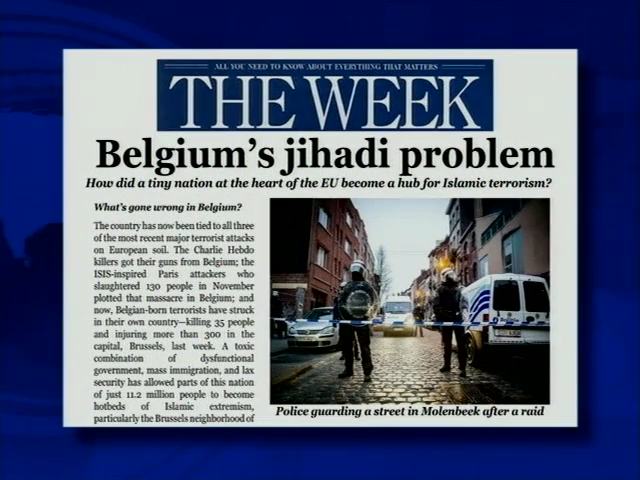 ALL YOU NEED TO KNOW ABOUT EVERYTHING THAT MATTERS
THE WEEK
Belgium's jihadi problem
How did a tiny nation at the heart of the EU become a hub for Islamic terrorism?
What's gone wrong in Belgium?
The country has now been tied to all three
of the most recent major terrorist attacks
on European soil. The Charlie Hebdo
killers got their guns from Belgium; the
ISIS-inspired Paris attackers who
slaughtered 130 people in November
plotted that massacre in Belgium; and
now, Belgian-born terrorists have struck
in their own country—killing 35 people
and injuring more than 300 in the
capital, Brussels, last week. A toxic
combination of dysfunctional
government, mass immigration, and lax
security has allowed parts of this nation
of just 11.2 million people to become
hotbeds of Islamic extremism,
particularly the Brussels neighborhood of
Police guarding a street in Molenbeek after a raid